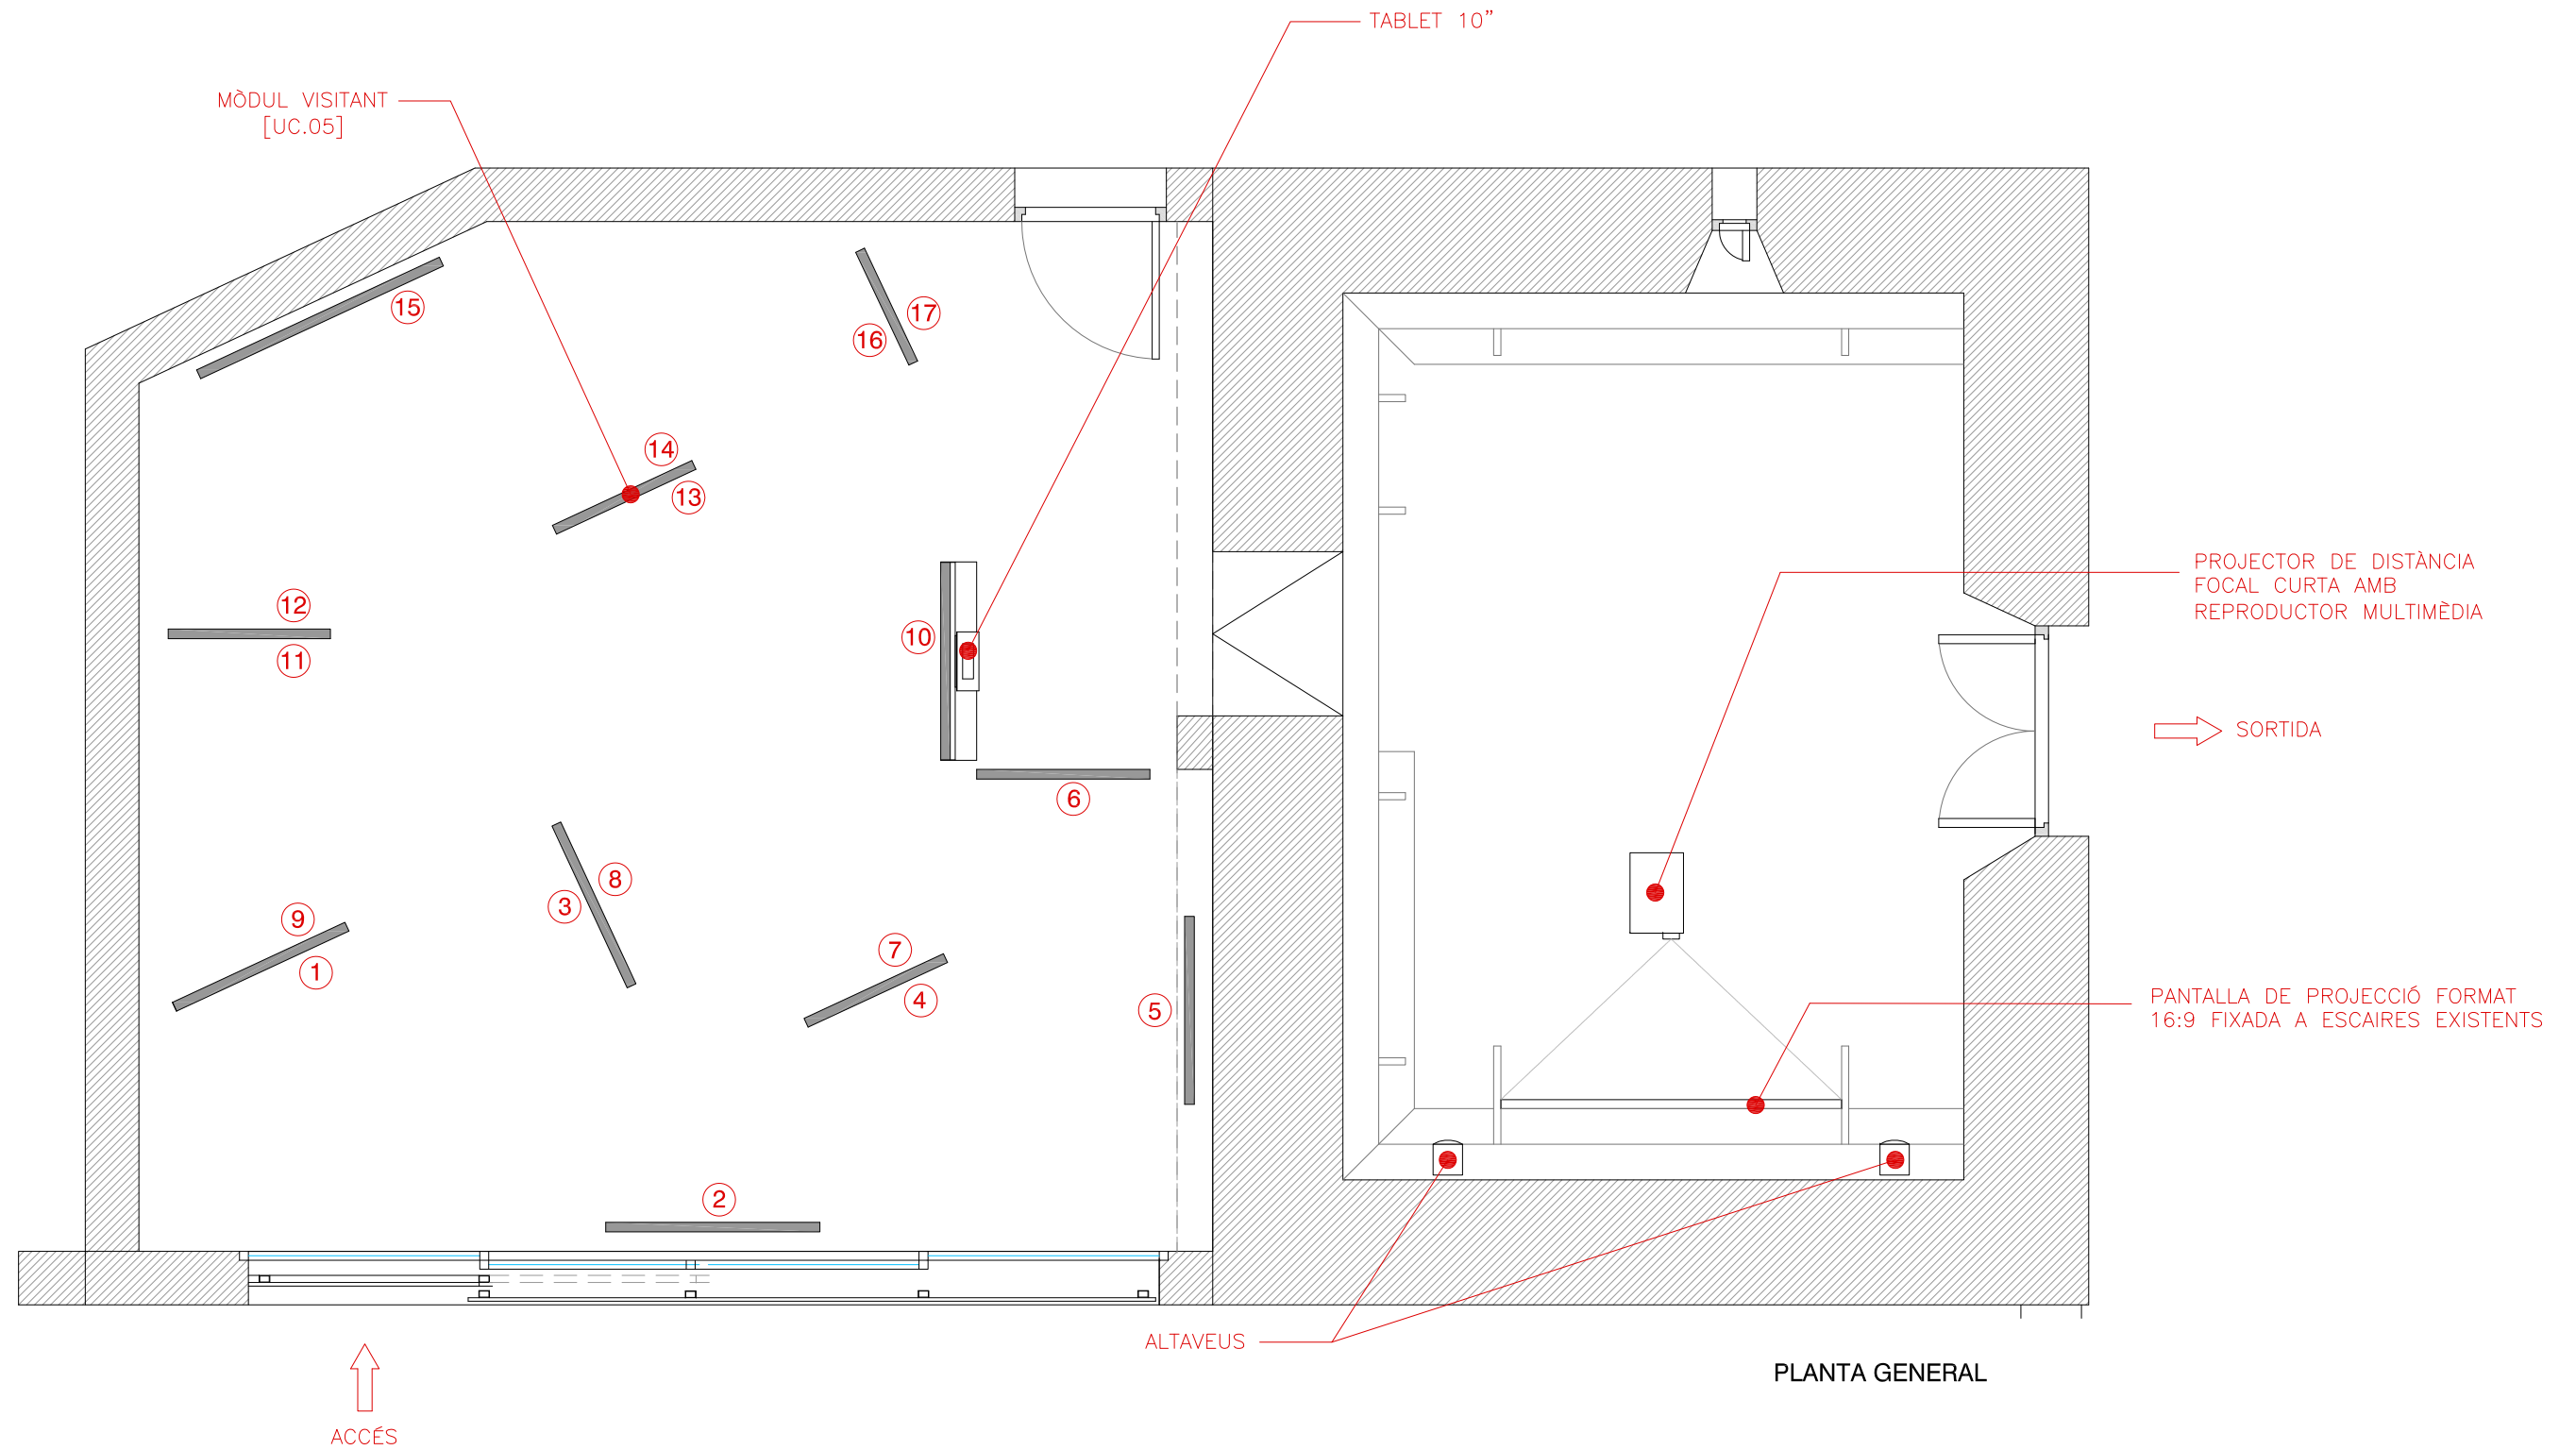 TABLET 10”
MÒDUL VISITANT
[UC.05]
15
17
16
14
13
12
11
10
PROJECTOR DE DISTÀNCIA
FOCAL CURTA AMB
REPRODUCTOR MULTIMÈDIA
SORTIDA
6
8
3
9
1
7
4
5
PANTALLA DE PROJECCIÓ FORMAT
16:9 FIXADA A ESCAIRES EXISTENTS
2
ALTAVEUS
PLANTA GENERAL
ACCÉS